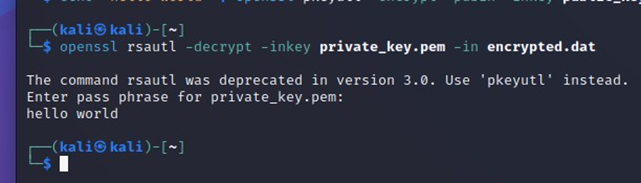 ┌──(kali㉿kali)-[~]
└─$ openssl rsautl -decrypt -inkey private_key.pem -in encrypted.dat
The command rsautl was deprecated in version 3.0. Use 'pkeyutl' instead.
Enter pass phrase for private_key.pem:
hello world
┌──(kali㉿kali)-[~]
└─$